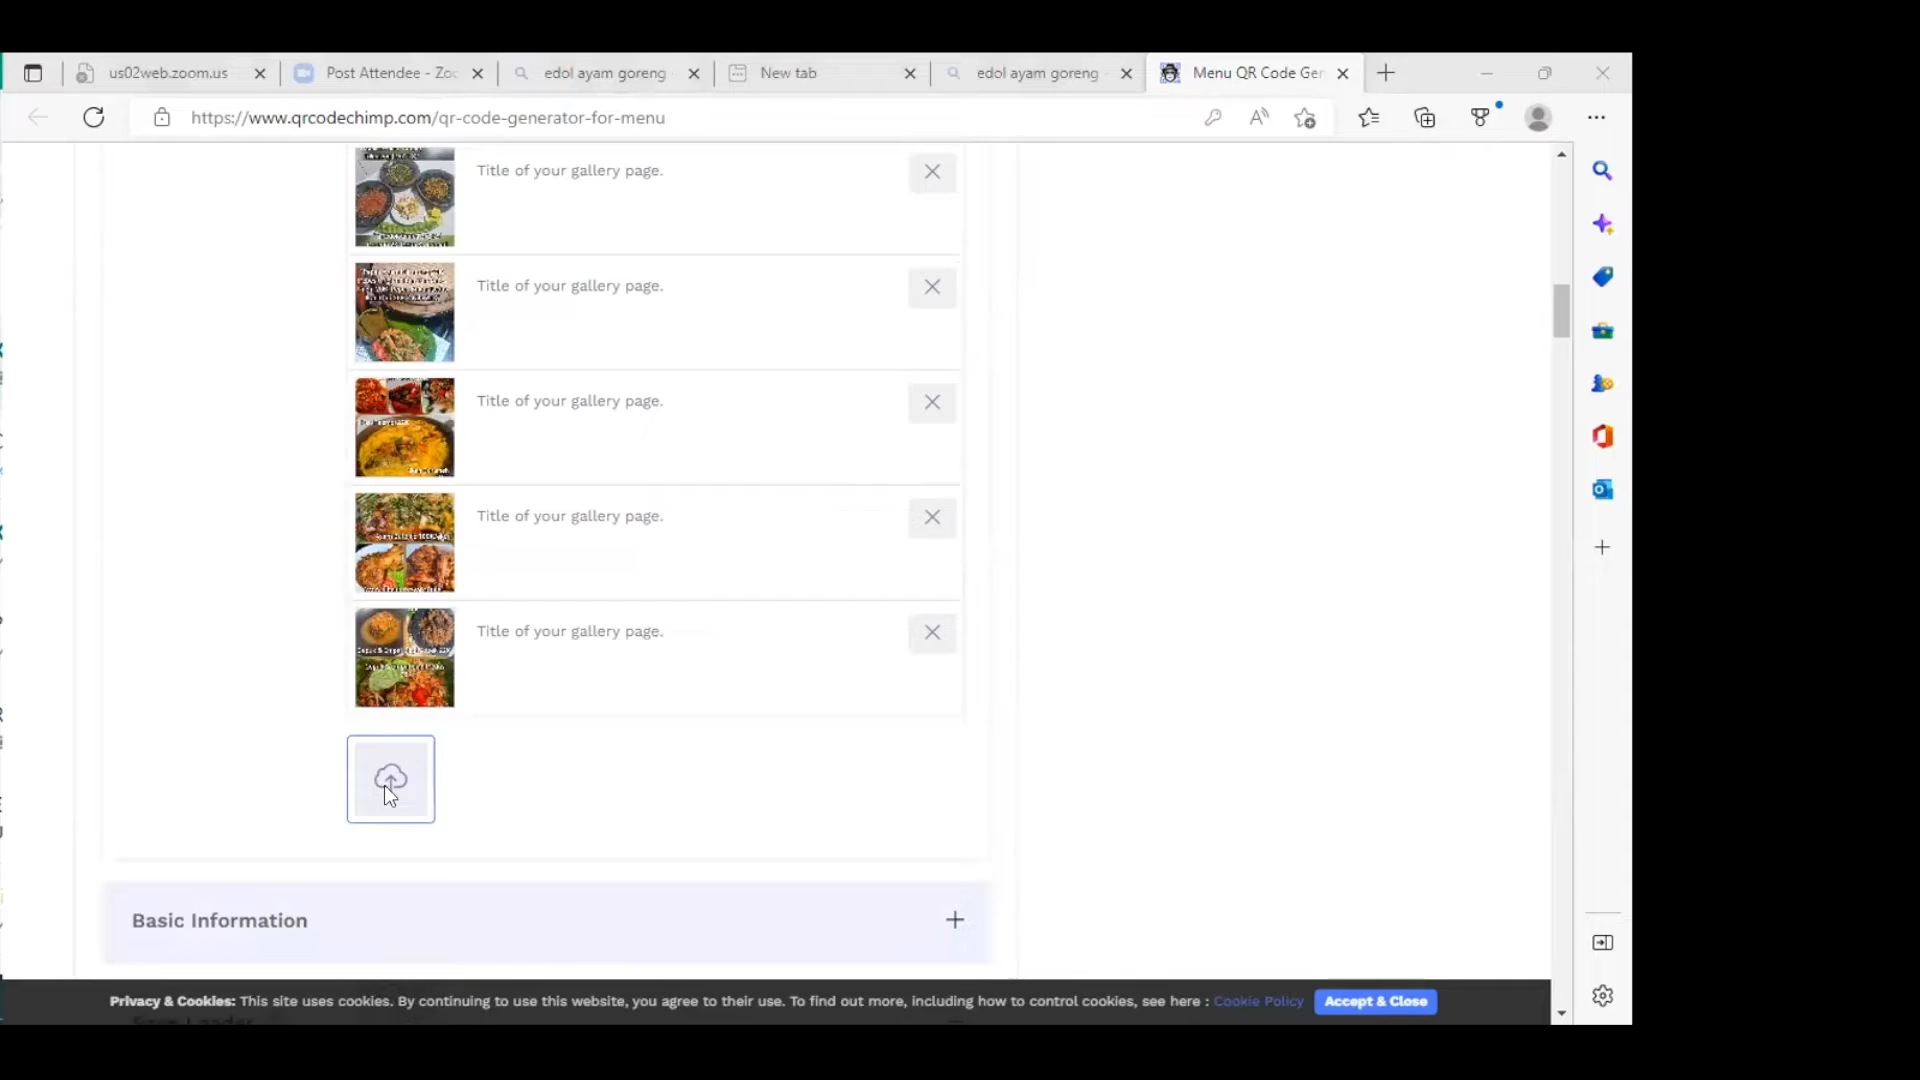 us02web.zoom.us
Post Attendee - Zoo
edol ayam goreng
New tab
edol ayam goreng
Menu QR Code Ger
https://www.qrcodechimp.com/qr-code-generator-for-menu
Title of your gallery page.
Title of your gallery page.
Title of your gallery page.
Title of your gallery page.
Title of your gallery page.
Basic Information
Privacy & Cookies: This site uses cookies. By continuing to use this website, you agree to their use. To find out more, including how to control cookies, see here : Cookie Policy
Accept & Close